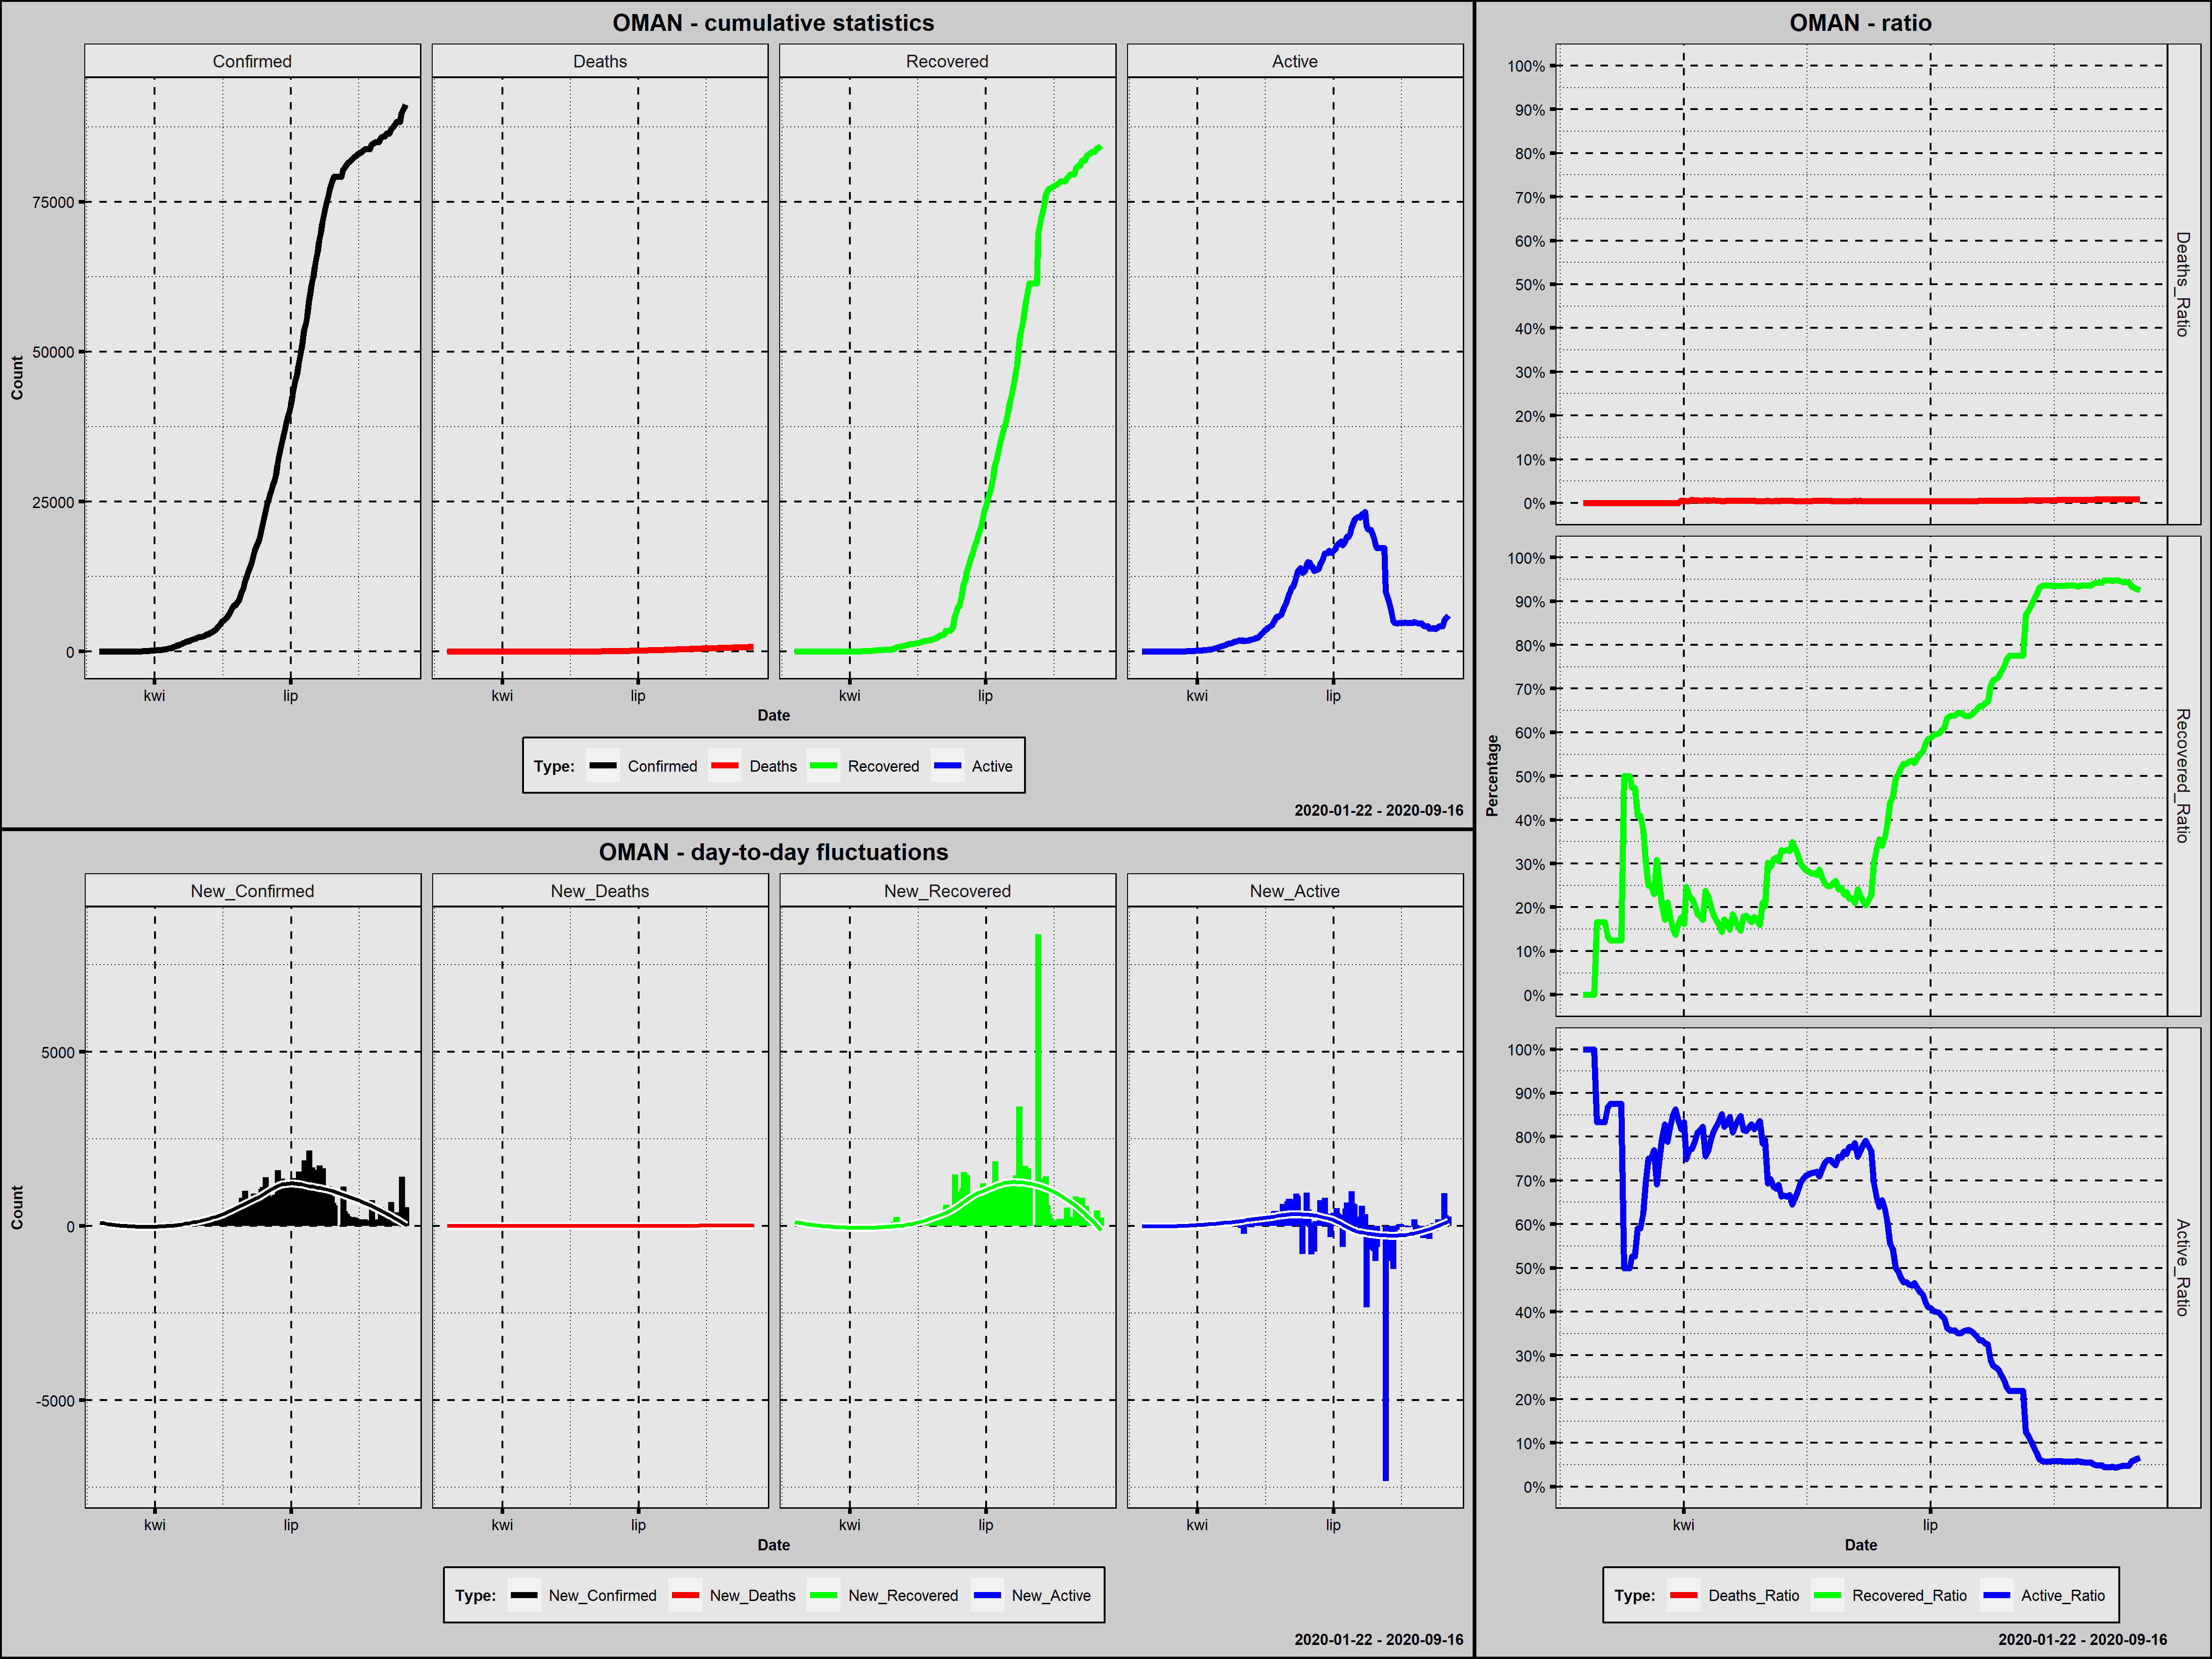 OMAN - cumulative statistics
Confirmed Deaths Recovered Active
Count
75000
50000
25000
0
kwi lip kwi lip kwi lip kwi lip
Date
Type: Confirmed Deaths Recovered Active
2020-01-22 - 2020-09-16
OMAN - day-to-day fluctuations
New_Confirmed New_Deaths New_Recovered New_Active
Count
5000
0
-5000
kwi lip kwi lip kwi lip kwi lip
Date
Type: New_Confirmed New_Deaths New_Recovered New_Active
2020-01-22 - 2020-09-16
OMAN - ratio
Percentage
100%
90%
80%
70%
60%
50%
40%
30%
20%
10%
0%
Deaths_Ratio
100%
90%
80%
70%
60%
50%
40%
30%
20%
10%
0%
Recovered_Ratio
100%
90%
80%
70%
60%
50%
40%
30%
20%
10%
0%
Active_Ratio
kwi lip
Date
Type: Deaths_Ratio Recovered_Ratio Active_Ratio
2020-01-22 - 2020-09-16